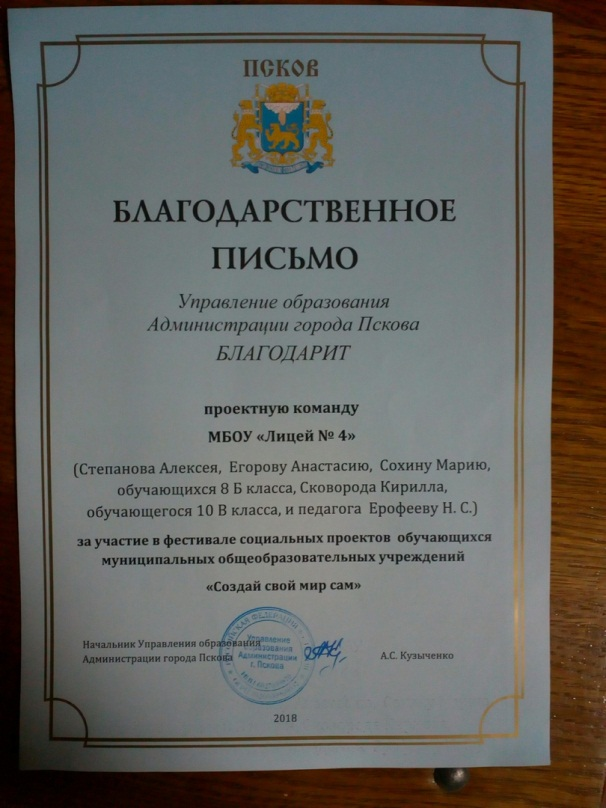 ПСКОВ
БЛАГОДАРСТВЕННОЕ
ПИСЬМО
Управление образования
Администрации города Пскова
БЛАГОДАРИТ
проектную команду
МБОУ «Лицей № 4»
(Степанова Алексея, Егорову Анастасию, Сохину Марию,
обучающихся 8 Б класса, Сковорода Кирилла,
обучающегося 10 В класса, и педагога Ерофееву Н. С.)
за участие в фестивале социальных проектов обучающихся
муниципальных общеобразовательных учреждений
«Создай свой мир сам»
Начальник Управления образования
Администрации города Пскова
А.С. Кузыченко
Управление
образования
Администрации
г. Пскова
2018